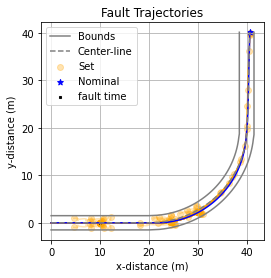 Fault Trajectories
40
30
20
10
0
y-distance (m)
Bounds
Center-line
Set
Nominal
fault time
0 10 20 30 40
x-distance (m)